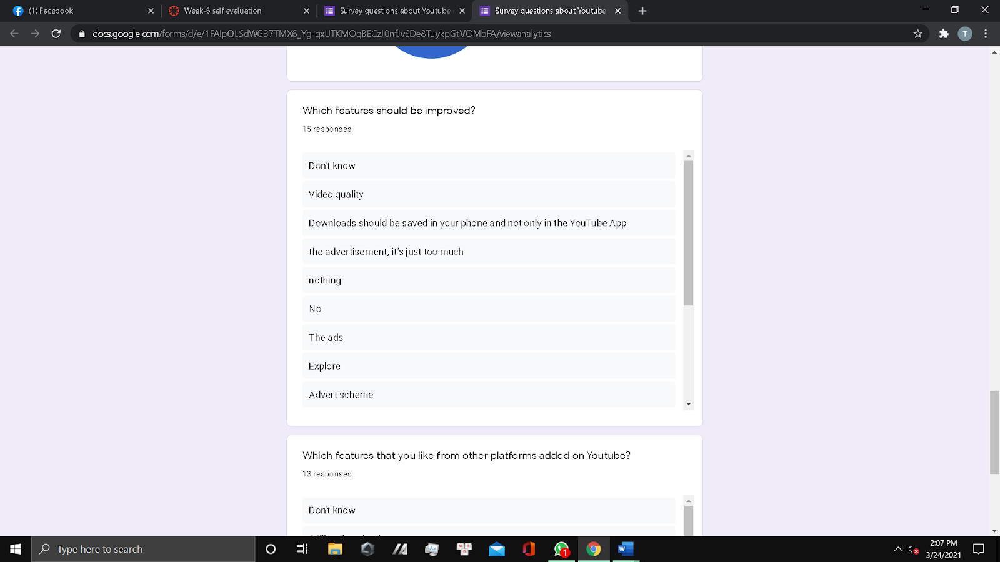 (1) Facebook
Week-6 self evaluation
Survey questions about Youtube
Survey questions about Youtube
docs.google.com/forms/d/e/1FAIpQLSdWG37TMX6_Yg-qxUTKMOqBECzJ0nfJvSDe8TuykpGtVOMbFA/viewanalytics
T
Which features should be improved?
15 responses
Don't know
Video quality
Downloads should be saved in your phone and not only in the YouTube App
the advertisement, it's just too much
nothing
No
The ads
Explore
Advert scheme
Which features that you like from other platforms added on Youtube?
13 responses
Don't know
Type here to search
1
2:07 PM
3/24/2021